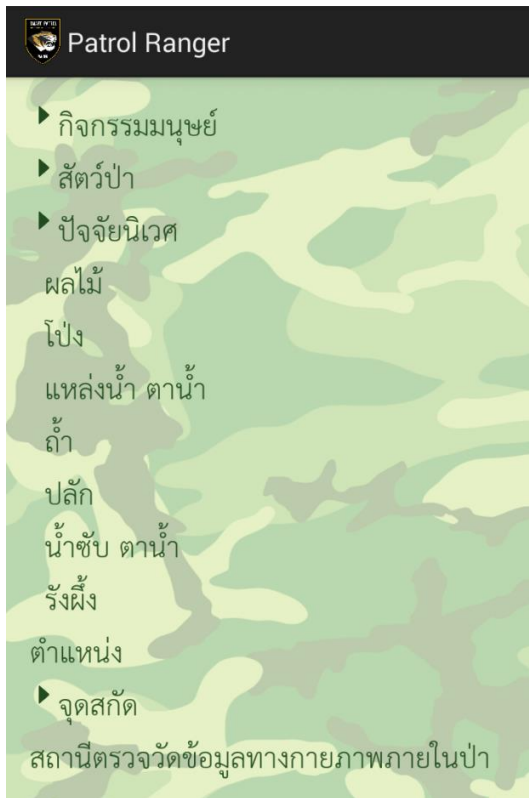 Patrol Ranger
กิจกรรมมนุษย์
สัตว์ป่า
ปัจจัยนิเวศ
ผลไม้
โป่ง
แหล่งน้ำ ตาน้ำ
ถ้ำ
ปลัก
น้ำซับ ตาน้ำ
รังผึ้ง
ตำแหน่ง
จุดสกัด
สถานีตรวจวัดข้อมูลทางกายภาพภายในป่า